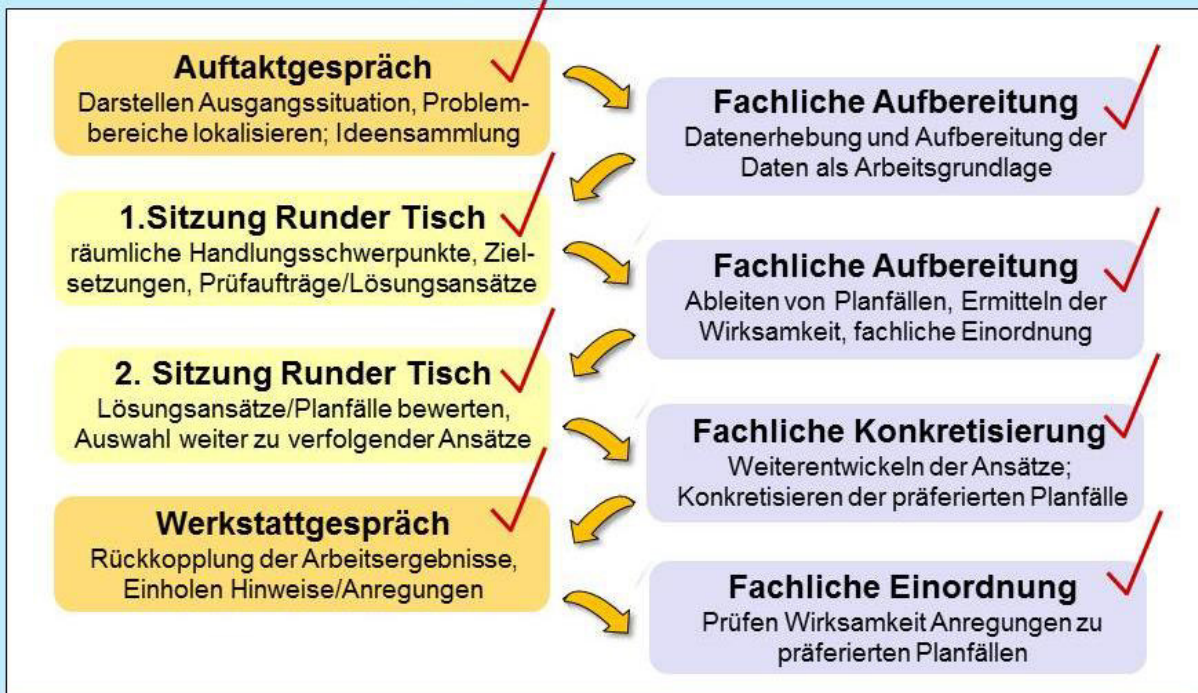 Auftaktgespräch
Darstellen Ausgangssituation, Problem-
bereiche lokalisieren; Ideensammlung
Fachliche Aufbereitung
Datenerhebung und Aufbereitung der
Daten als Arbeitsgrundlage
1.Sitzung Runder Tisch
räumliche Handlungsschwerpunkte, Ziel-
setzungen, Prüfaufträge/Lösungsansätze
Fachliche Aufbereitung
Ableiten von Planfällen, Ermitteln der
Wirksamkeit, fachliche Einordnung
2. Sitzung Runder Tisch
Lösungsansätze/Planfälle bewerten,
Auswahl weiter zu verfolgender Ansätze
Fachliche Konkretisierung
Weiterentwickeln der Ansätze;
Konkretisieren der präferierten Planfälle
Werkstattgespräch
Rückkopplung der Arbeitsergebnisse,
Einholen Hinweise/Anregungen
Fachliche Einordnung
Prüfen Wirksamkeit Anregungen zu
präferierten Planfällen